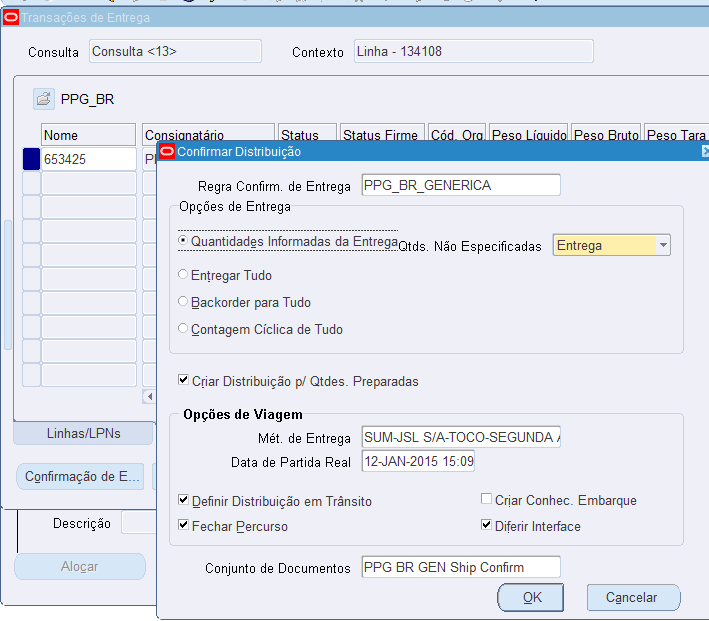 Transações de Entrega
Consulta Consulta <13> Contexto Linha - 134108
PPG_BR
Nome Consignatário Status Status Firme Cód. Org. Peso Líquido Peso Bruto Peso Tara
653425
Confirmar Distribuição
Regra Confirm. de Entrega PPG_BR_GENERICA
Opções de Entrega
Quantidades Informadas da Entrega Qtds. Não Especificadas Entrega
Entregar Tudo
Backorder para Tudo
Contagem Cíclica de Tudo
Criar Distribuição p/ Qtdes. Preparadas
Opções de Viagem
Mét. de Entrega SUM-JSL S/A-TOCO-SEGUNDA
Data de Partida Real 12-JAN-2015 15:09
Definir Distribuição em Trânsito Criar Conhec. Embarque
Fechar Percurso Diferir Interface
Conjunto de Documentos PPG BR GEN Ship Confirm
OK Cancelar
Linhas/LPNs
Confirmação de E...
Descrição
Alocar